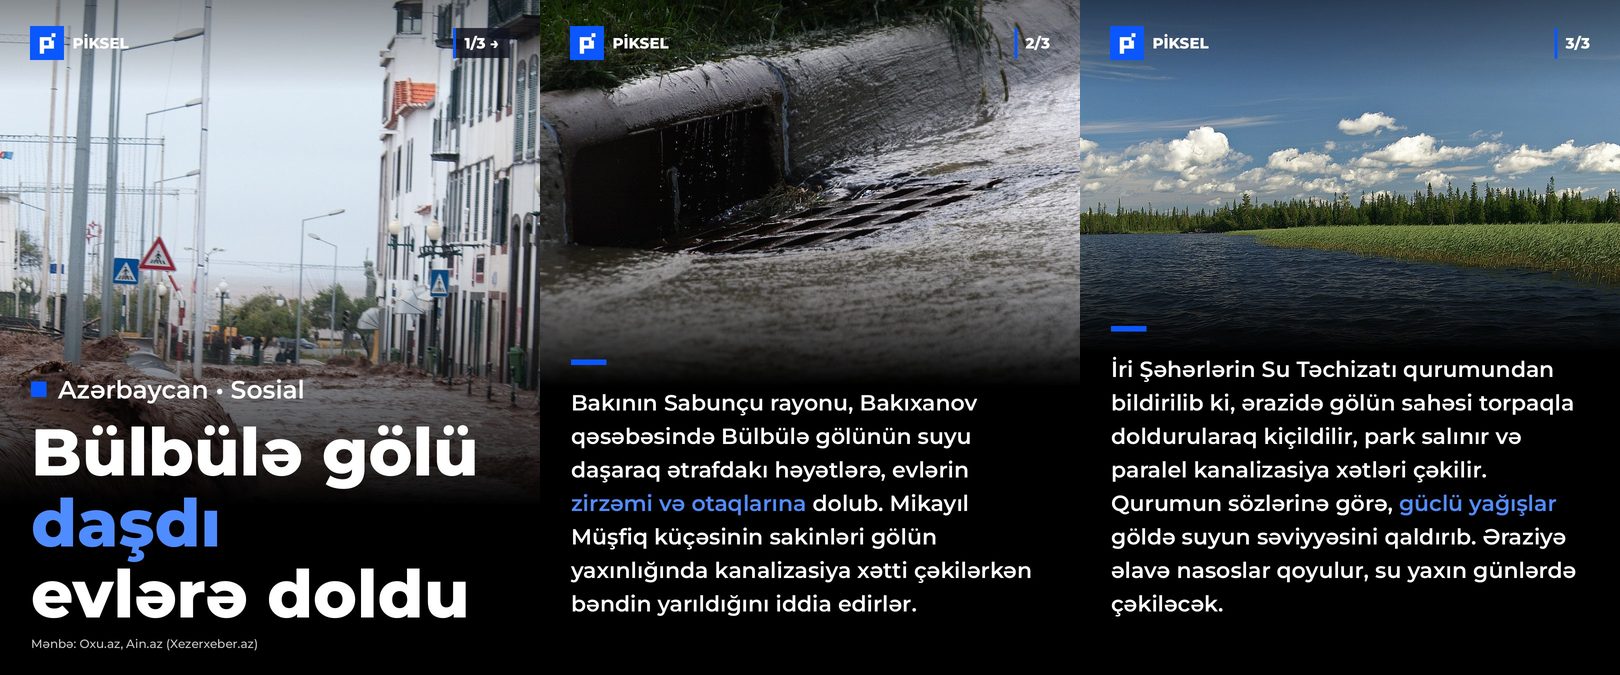 PİKSEL
1/3 →
Azərbaycan • Sosial
Bülbülə gölü
daşdı
evlərə doldu
Mənbə: Oxu.az, Ain.az (Xezerxeber.az)
PİKSEL
2/3
Bakının Sabunçu rayonu, Bakıxanov
qəsəbəsində Bülbülə gölünün suyu
daşaraq ətrafdakı həyətlərə, evlərin
zirzəmi və otaqlarına dolub. Mikayıl
Müşfiq küçəsinin sakinləri gölün
yaxınlığında kanalizasiya xətti çəkilərkən
bəndin yarıldığını iddia edirlər.
PİKSEL
3/3
İri Şəhərlərin Su Təchizatı qurumundan
bildirilib ki, ərazidə gölün sahəsi torpaqla
doldurularaq kiçildilir, park salınır və
paralel kanalizasiya xətləri çəkilir.
Qurumun sözlərinə görə, güclü yağışlar
göldə suyun səviyyəsini qaldırıb. Əraziyə
əlavə nasoslar qoyulur, su yaxın günlərdə
çəkiləcək.